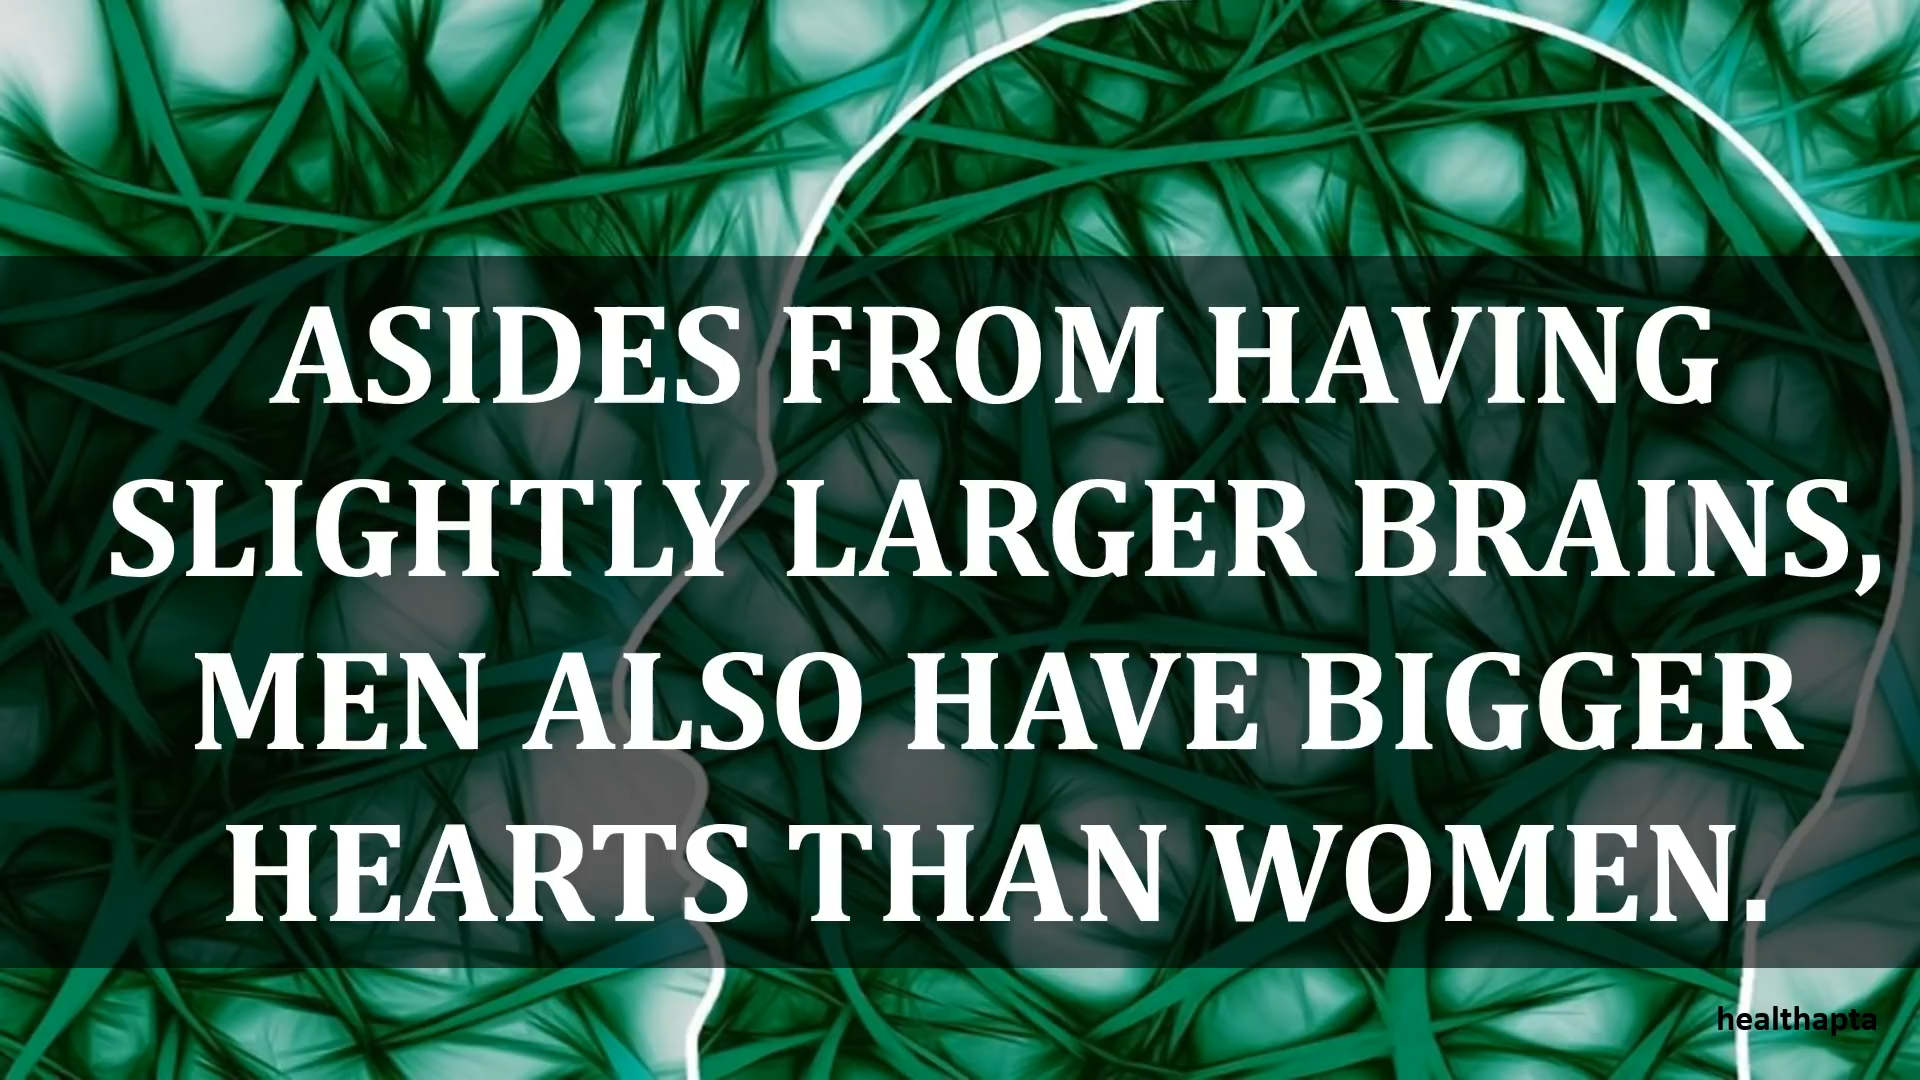 ASIDES FROM HAVING
SLIGHTLY LARGER BRAINS,
MEN ALSO HAVE BIGGER
HEARTS THAN WOMEN.
healthapta